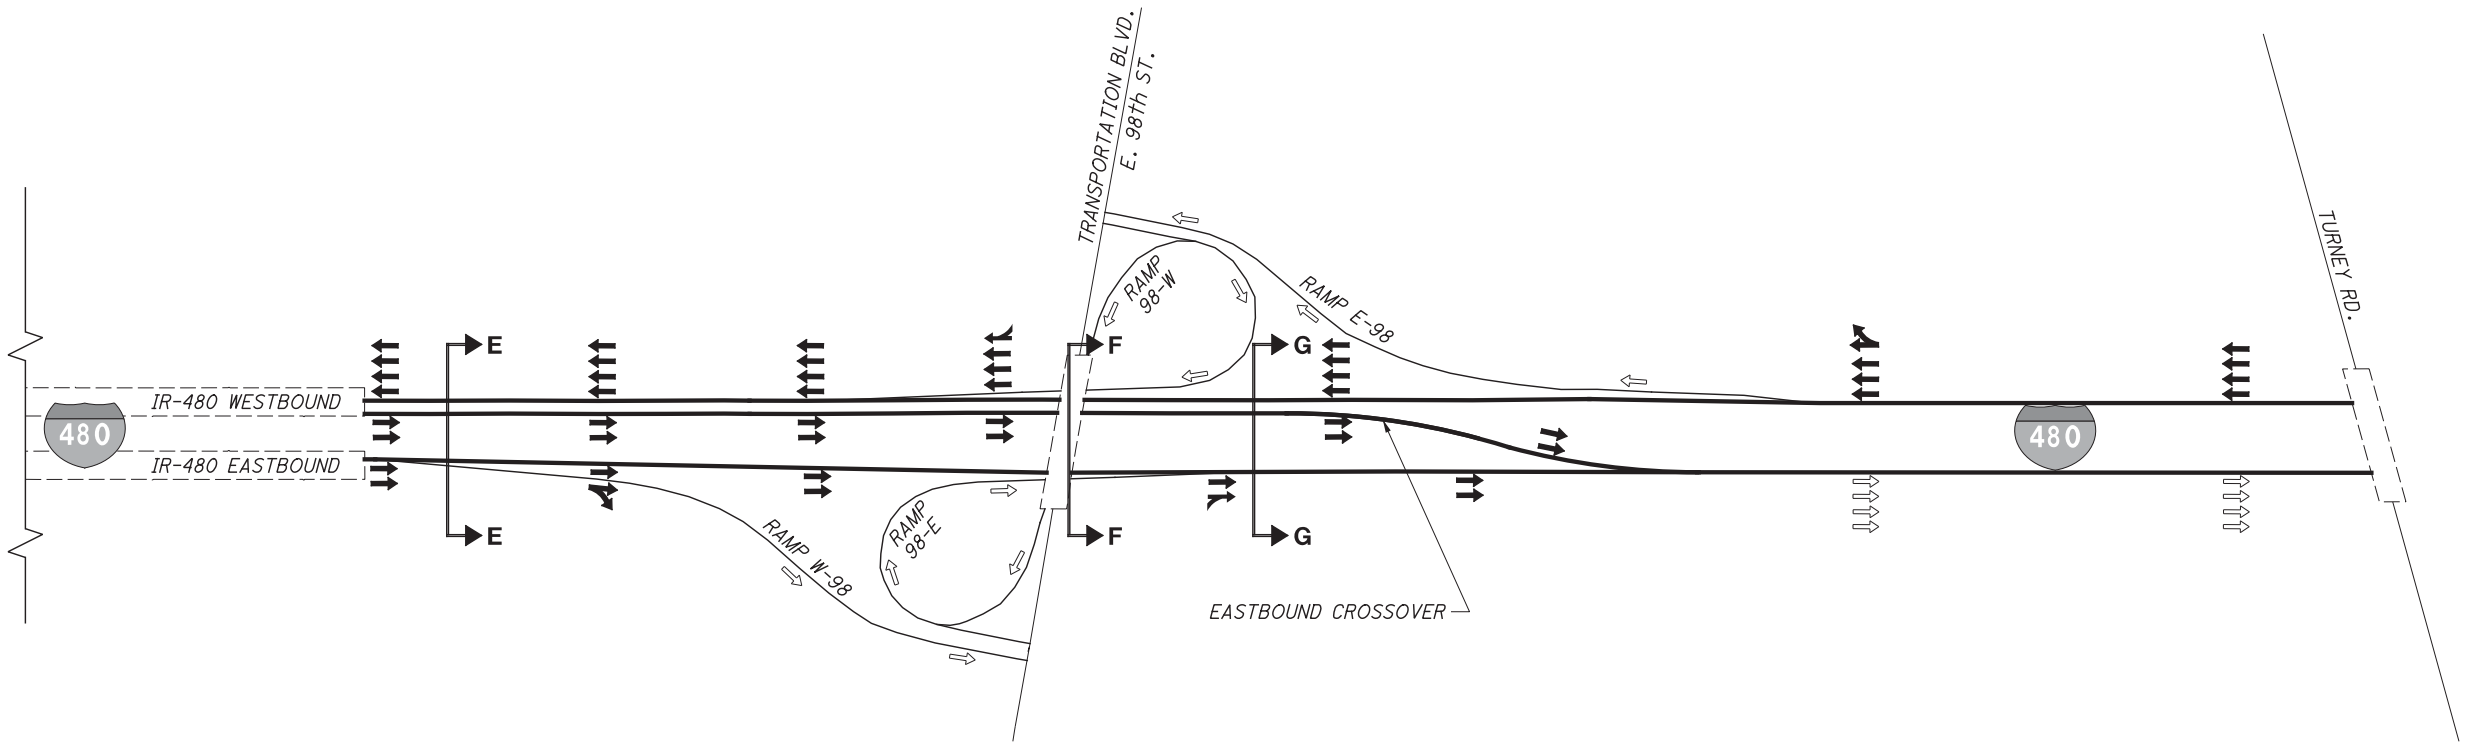 TRANSPORTATION BLVD.
E. 98th ST.
TURNEY RD.
RAMP
98-W
RAMP E-98
E
F
G
IR-480 WESTBOUND
480
480
IR-480 EASTBOUND
RAMP
98-E
E
F
G
RAMP W-98
EASTBOUND CROSSOVER